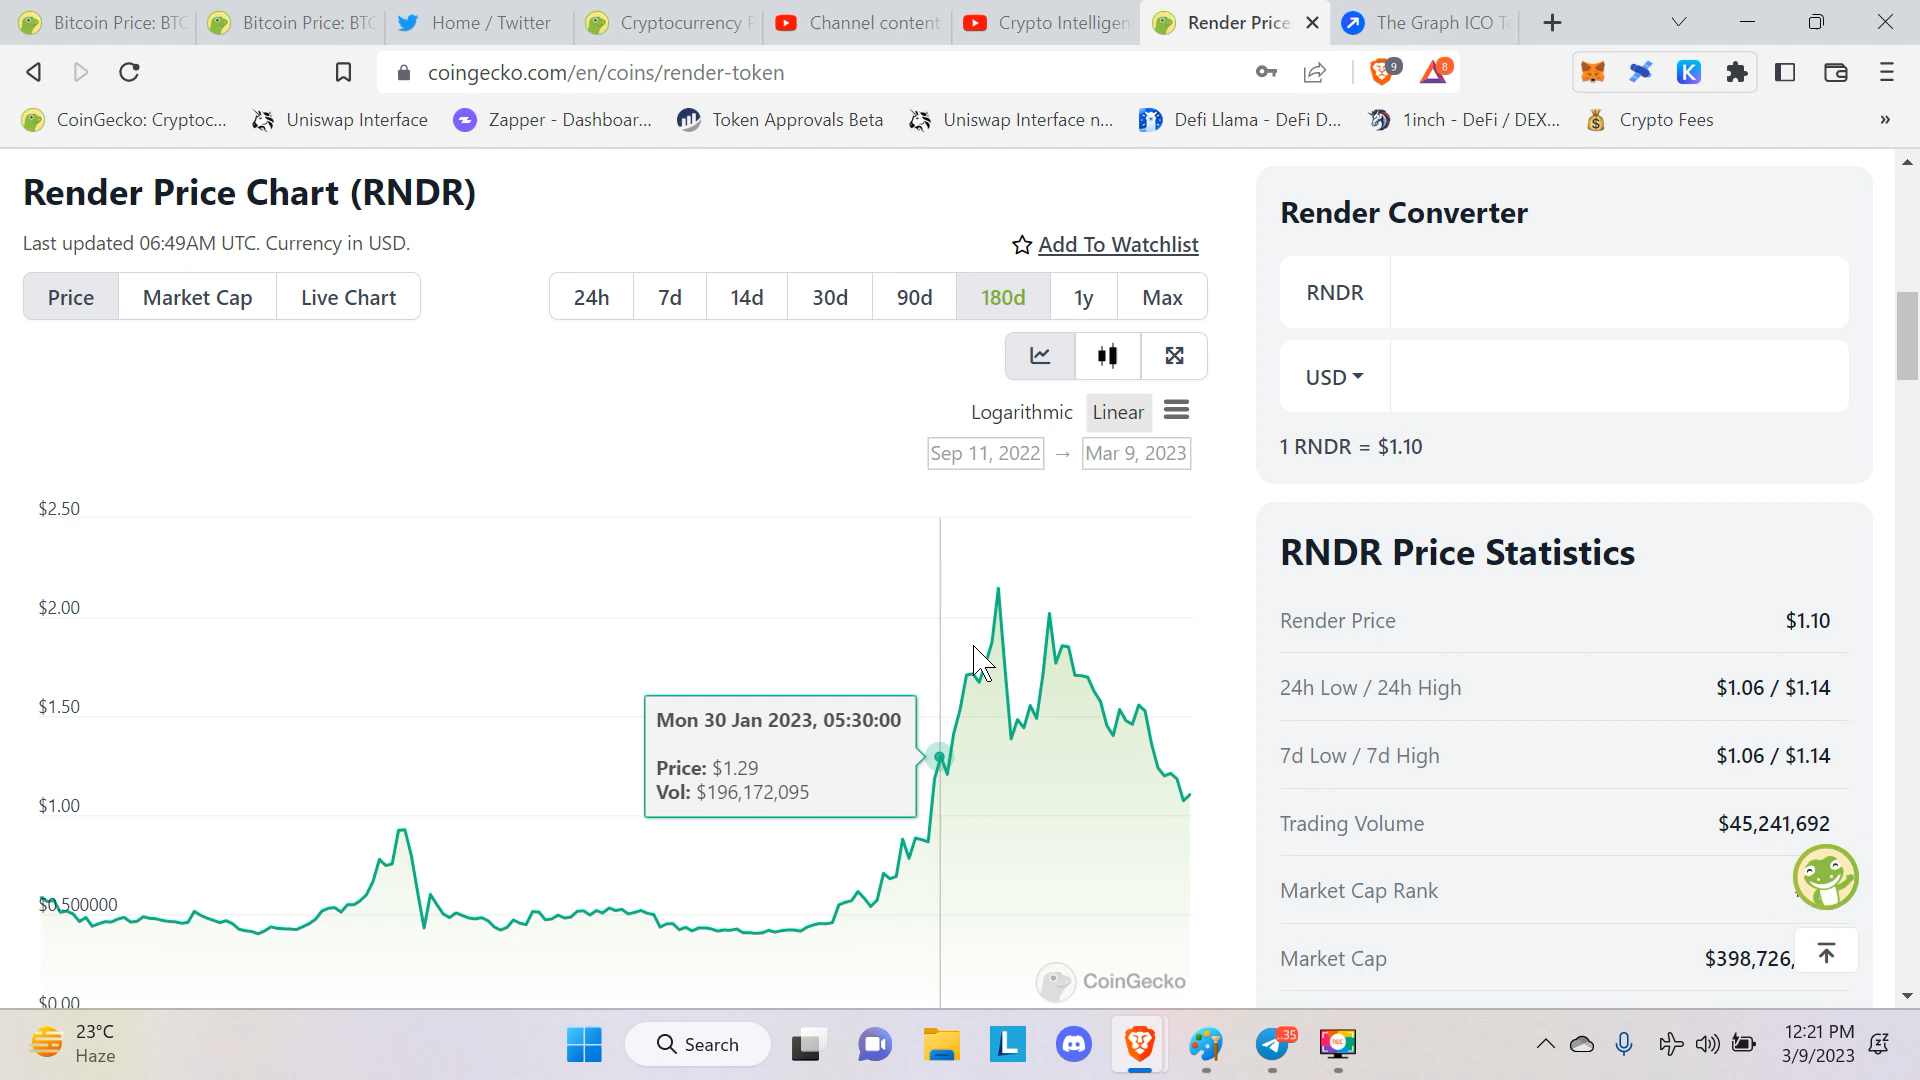 Bitcoin Price: BTC
Bitcoin Price: BTC
Home / Twitter
Cryptocurrency P
Channel content
Crypto Intelligen
Render Price
The Graph ICO To
coingecko.com/en/coins/render-token
9
8
CoinGecko: Cryptoc...
Uniswap Interface
Zapper - Dashboar...
Token Approvals Beta
Uniswap Interface n...
Defi Llama - DeFi D...
1inch - DeFi / DEX...
Crypto Fees
»
Render Price Chart (RNDR)
Last updated 06:49AM UTC. Currency in USD.
Add To Watchlist
Price
Market Cap
Live Chart
24h
7d
14d
30d
90d
180d
1y
Max
Logarithmic
Linear
Sep 11, 2022 → Mar 9, 2023
$2.50
$2.00
$1.50
$1.00
$0.500000
$0.00
Mon 30 Jan 2023, 05:30:00
Price: $1.29
Vol: $196,172,095
CoinGecko
Render Converter
RNDR
USD
1 RNDR = $1.10
RNDR Price Statistics
Render Price $1.10
24h Low / 24h High $1.06 / $1.14
7d Low / 7d High $1.06 / $1.14
Trading Volume $45,241,692
Market Cap Rank
Market Cap $398,726,
23°C
Haze
Search
L
35
REC
12:21 PM
3/9/2023